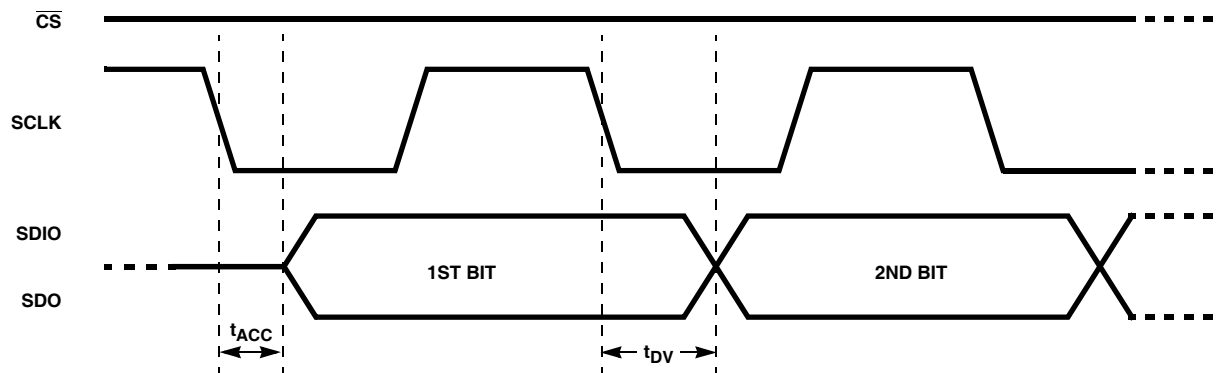 CS
SCLK
SDIO
1ST BIT
2ND BIT
SDO
tACC
tDV